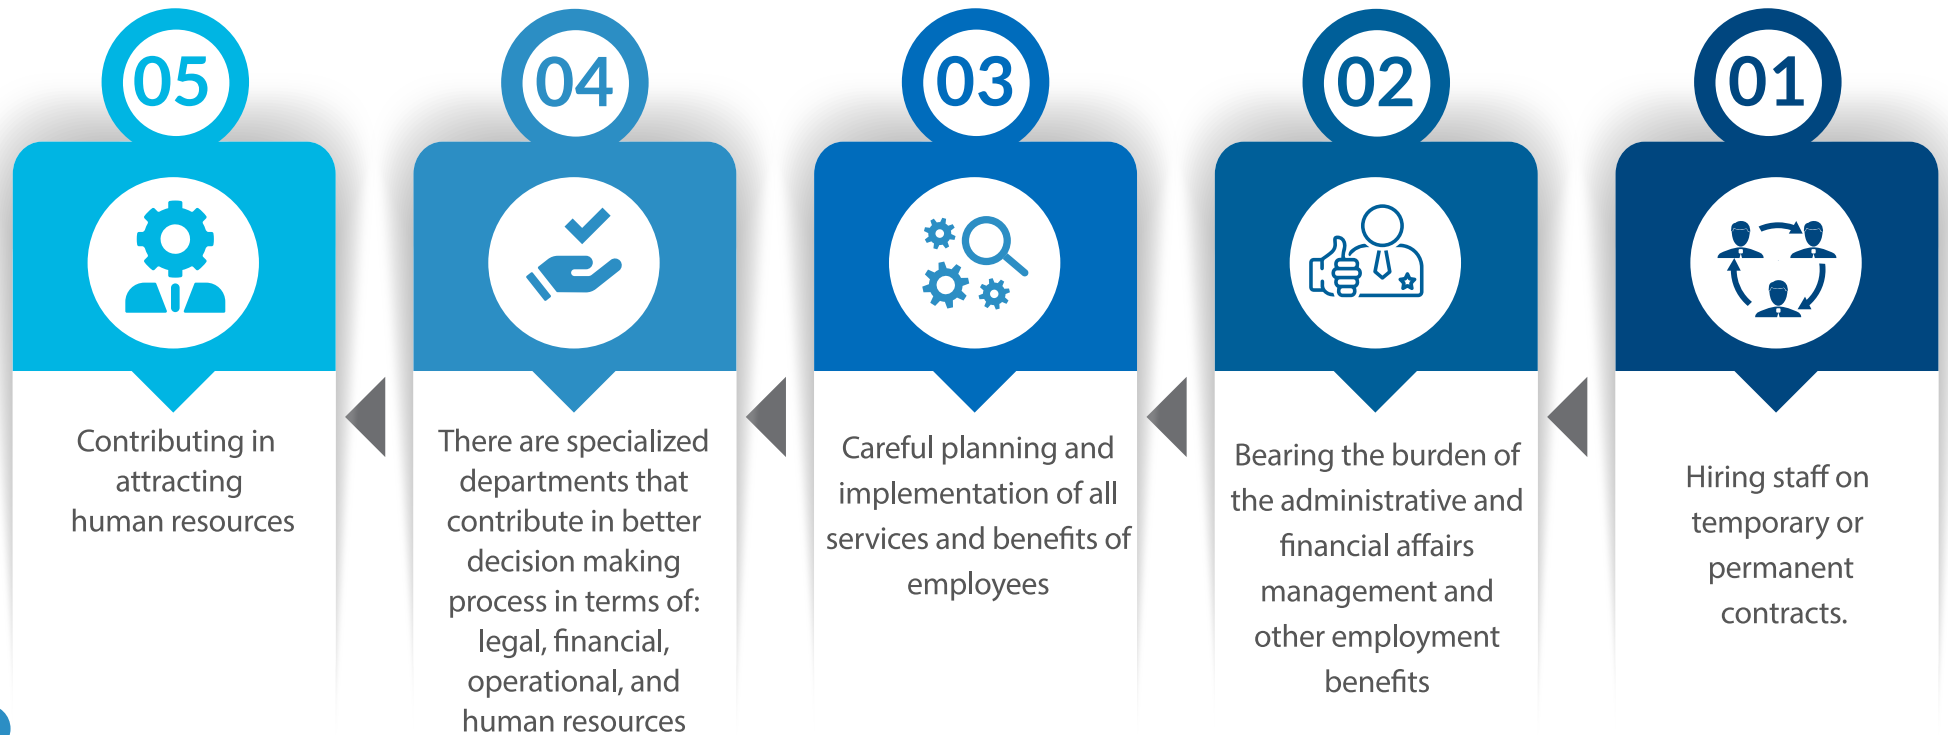 05
Contributing in
attracting
human resources
04
There are specialized
departments that
contribute in better
decision making
process in terms of:
legal, financial,
operational, and
human resources
03
Careful planning and
implementation of all
services and benefits of
employees
02
Bearing the burden of
the administrative and
financial affairs
management and
other employment
benefits
01
Hiring staff on
temporary or
permanent
contracts.